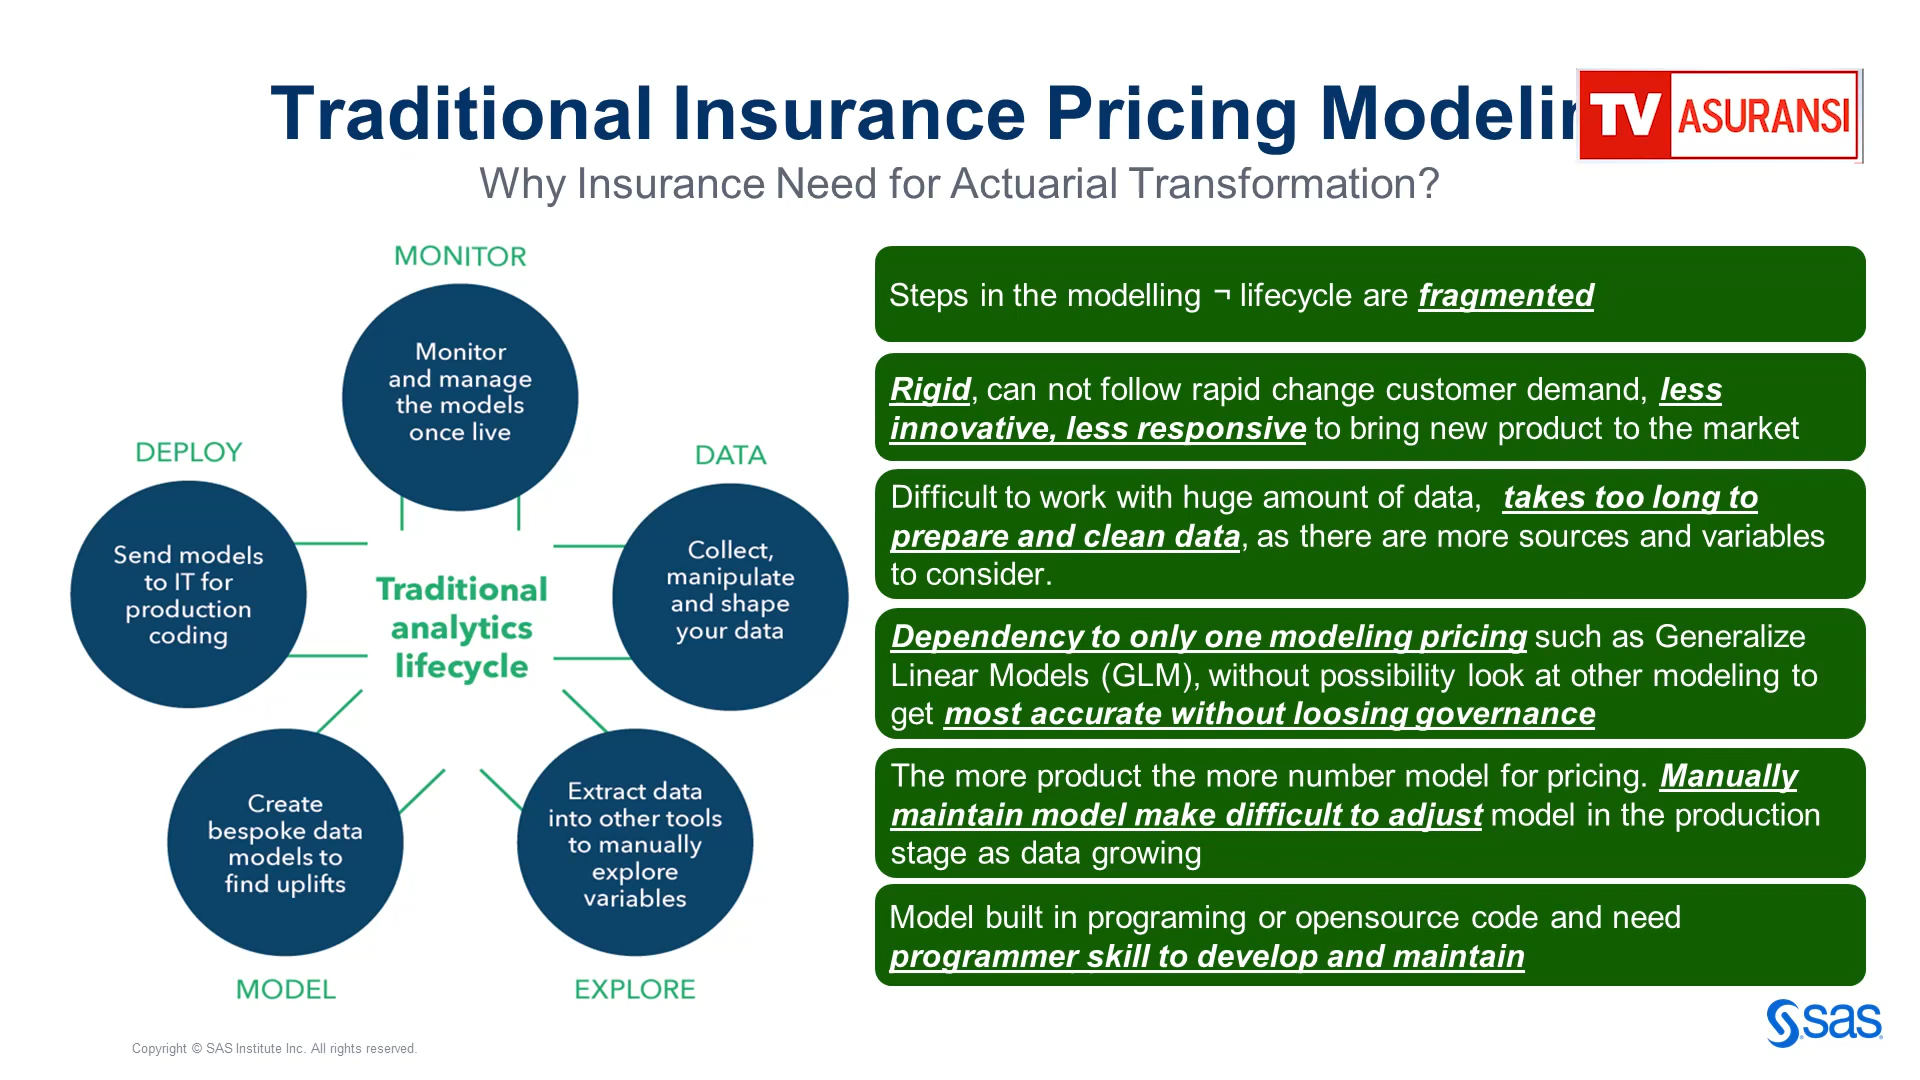 Traditional Insurance Pricing Modelin
TV ASURANSI
Why Insurance Need for Actuarial Transformation?
MONITOR
Monitor
and manage
the models
once live
DEPLOY
Send models
to IT for
production
coding
DATA
Collect,
manipulate
and shape
your data
Traditional
analytics
lifecycle
Create
bespoke data
models to
find uplifts
MODEL
Extract data
into other tools
to manually
explore
variables
EXPLORE
Steps in the modelling ¬ lifecycle are fragmented
Rigid, can not follow rapid change customer demand, less
innovative, less responsive to bring new product to the market
Difficult to work with huge amount of data, takes too long to
prepare and clean data, as there are more sources and variables
to consider.
Dependency to only one modeling pricing such as Generalize
Linear Models (GLM), without possibility look at other modeling to
get most accurate without loosing governance
The more product the more number model for pricing. Manually
maintain model make difficult to adjust model in the production
stage as data growing
Model built in programing or opensource code and need
programmer skill to develop and maintain
sas
Copyright © SAS Institute Inc. All rights reserved.